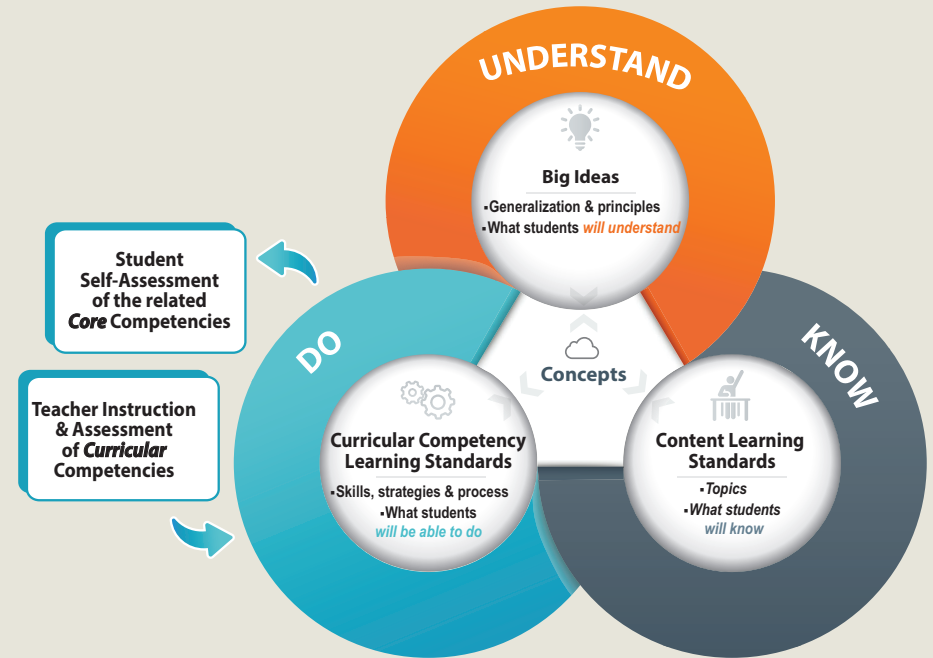 UNDERSTAND
Big Ideas
▪Generalization & principles
▪What students will understand
Student
Self-Assessment
of the related
Core Competencies
DO
KNOW
Concepts
Teacher Instruction
& Assessment
of Curricular
Competencies
Curricular Competency
Learning Standards
▪Skills, strategies & process
▪What students
will be able to do
Content Learning
Standards
▪Topics
▪What students
will know